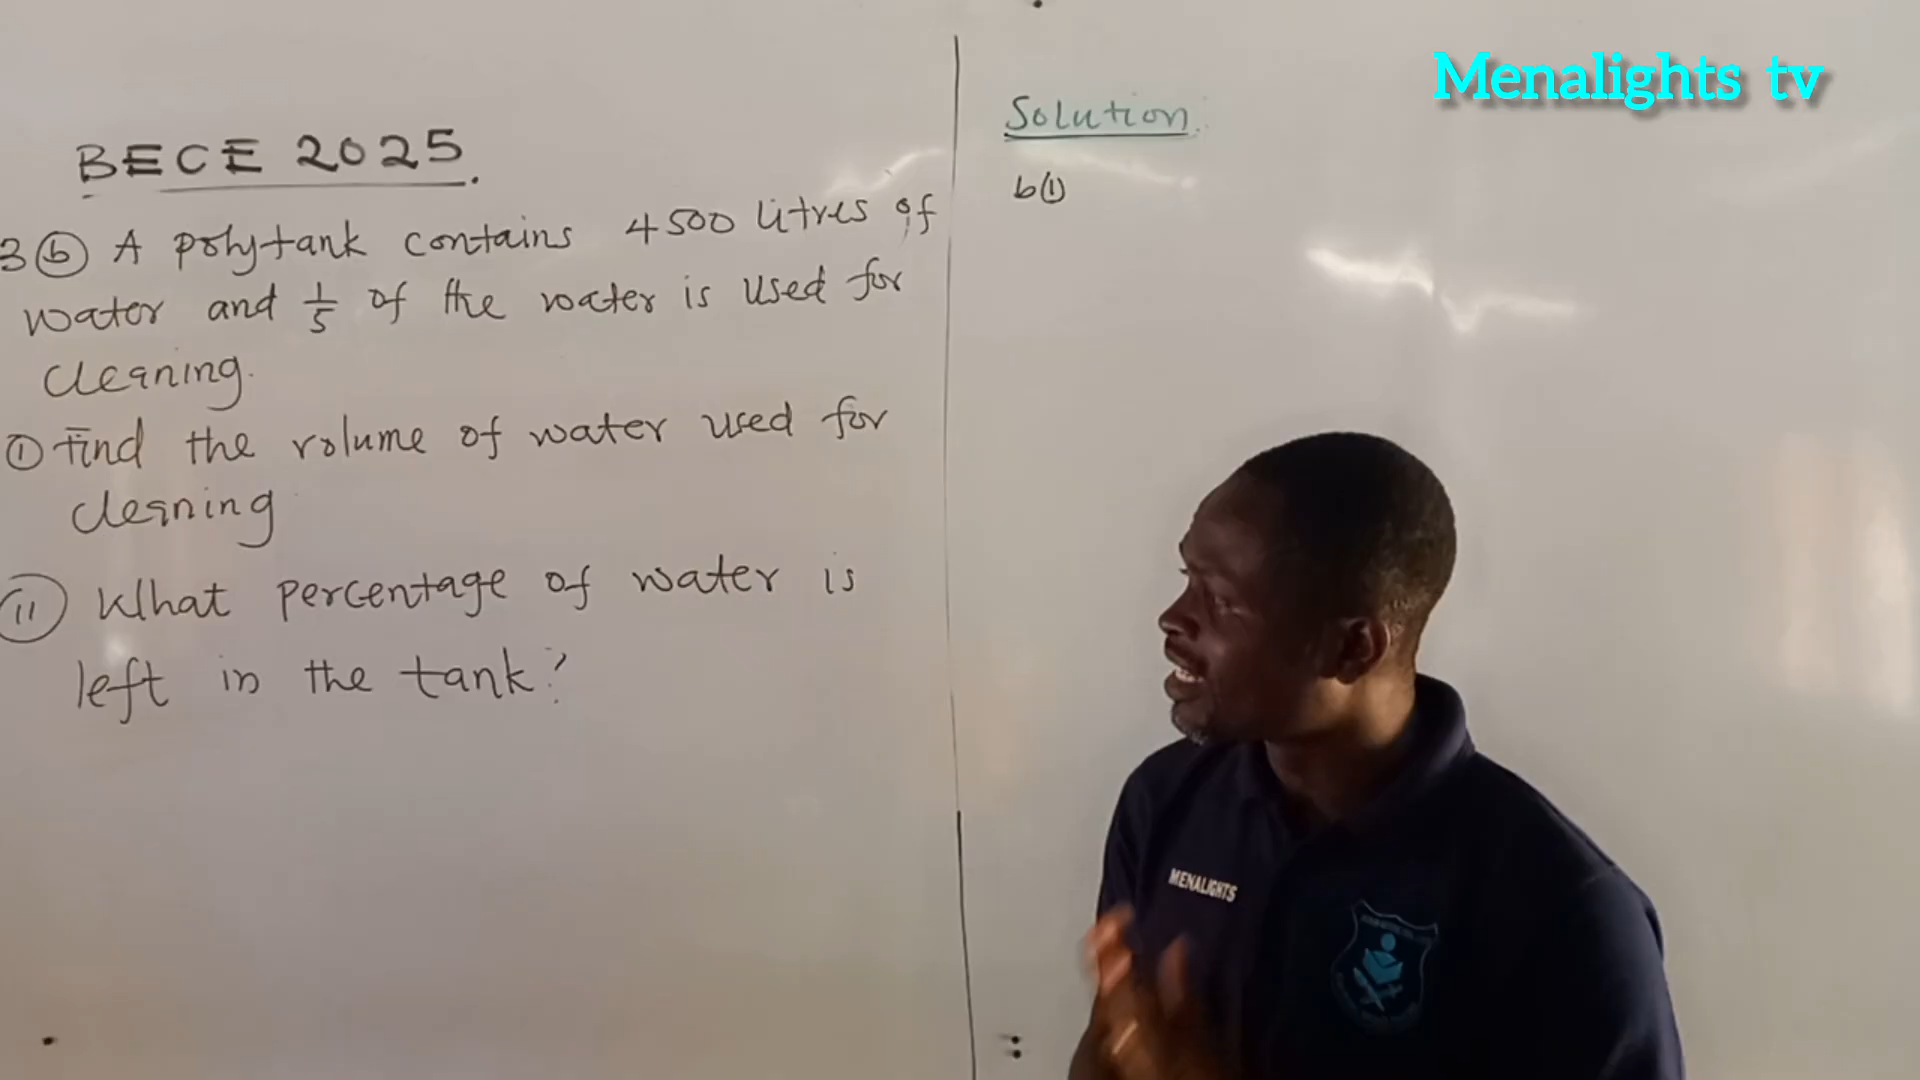 Menalights tv
BECE 2025.
3 (b) A polytank contains 4500 litres of
water and 1/5 of the water is used for
cleaning.
(i) Find the volume of water used for
cleaning
(ii) What percentage of water is
left in the tank?
Solution.
b(i)
MENALIGHTS